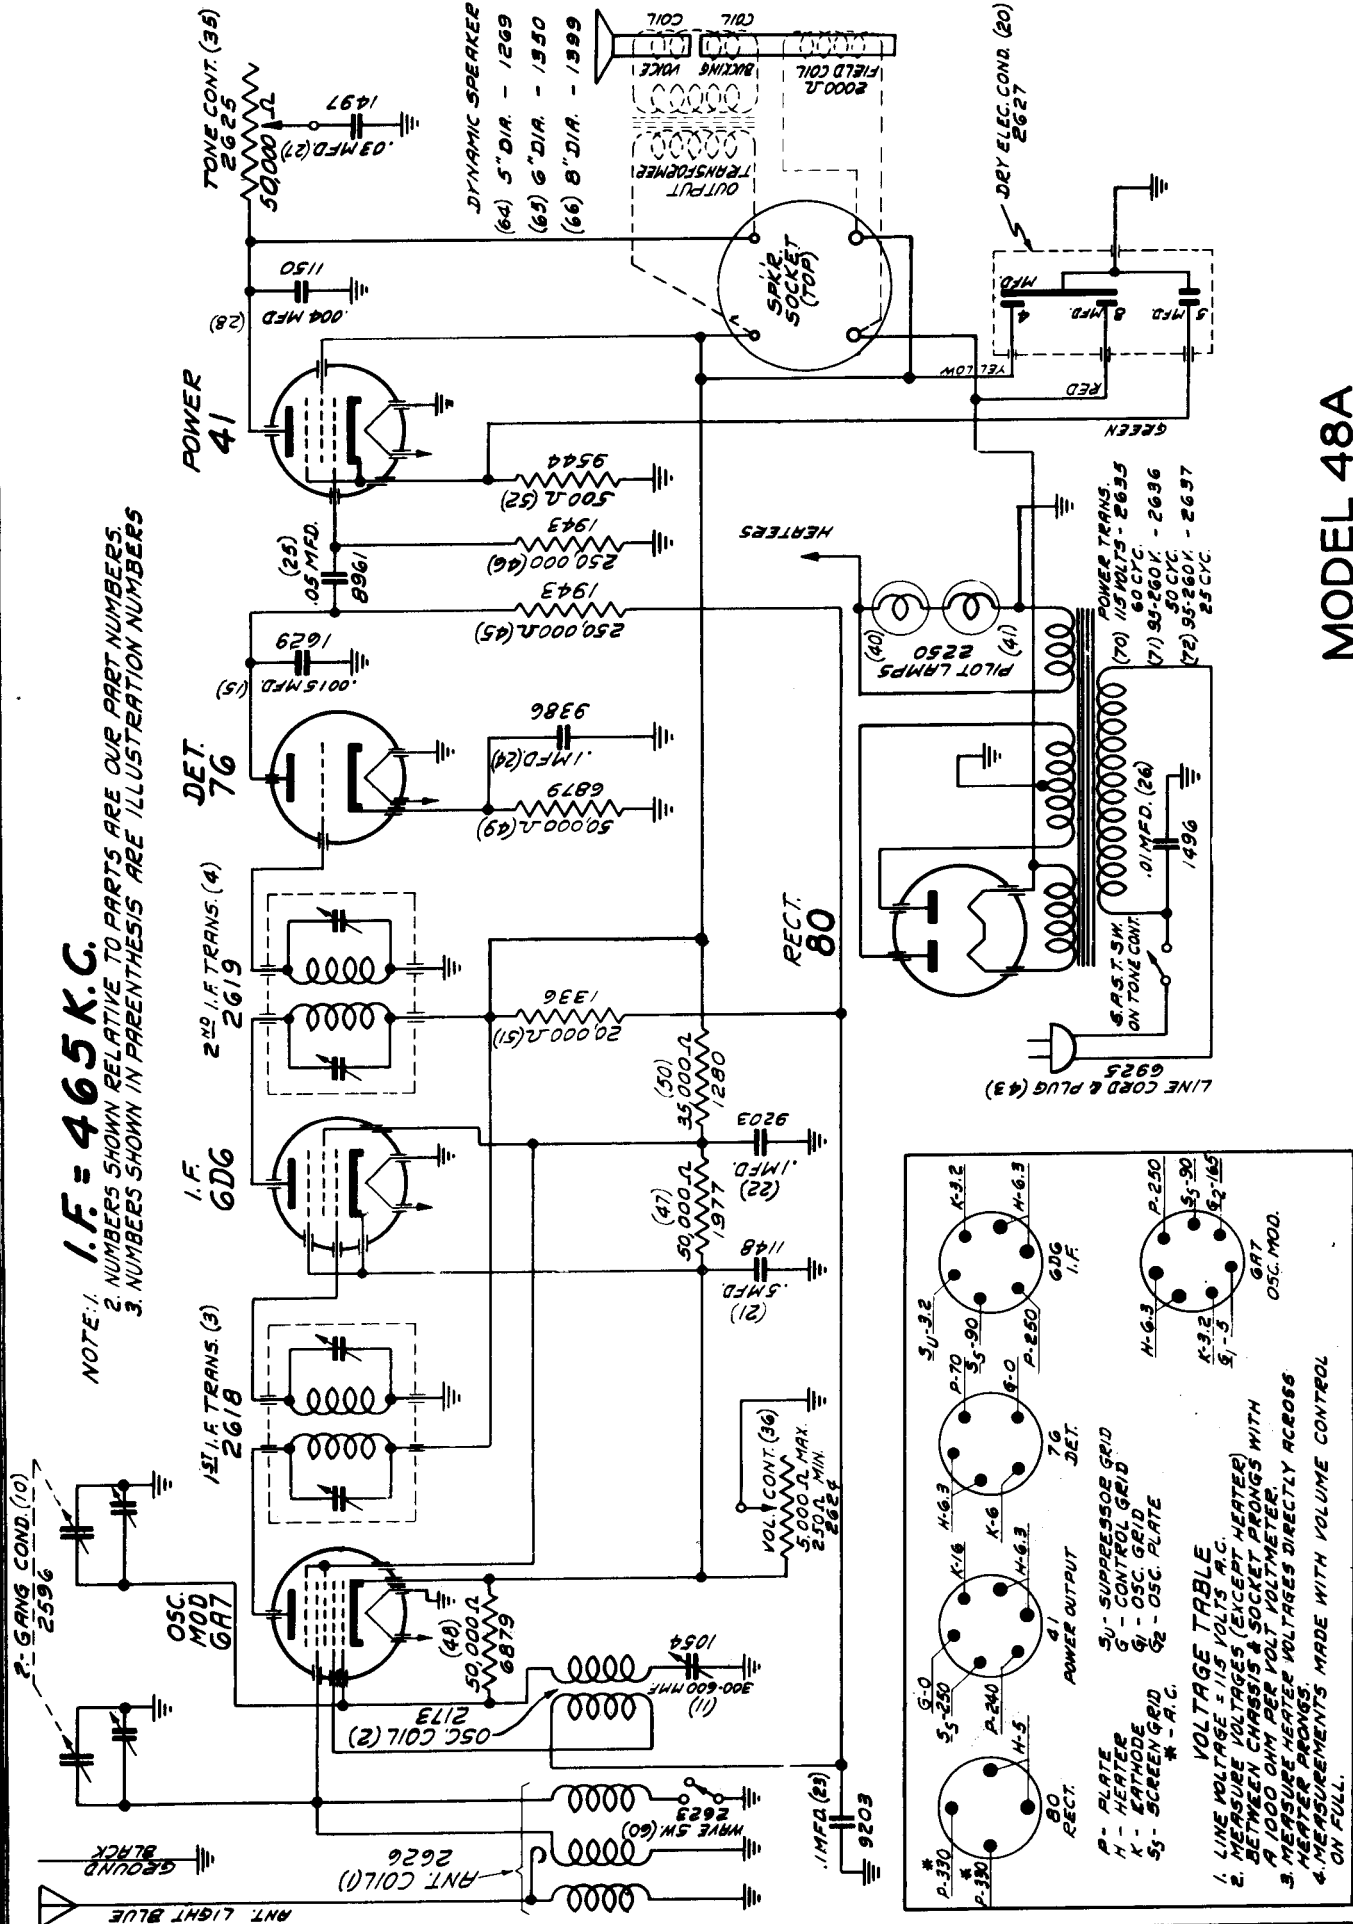 NOTE: 1. I.F. = 465 K.C.
2. NUMBERS SHOWN RELATIVE TO PARTS ARE OUR PART NUMBERS.
3. NUMBERS SHOWN IN PARENTHESIS ARE ILLUSTRATION NUMBERS
ANT. LIGHT BLUE
GROUND
BLACK
2-GANG COND. (10)
2596
ANT. COIL (1)
2626
WAVE SW. (60)
2623
OSC. COIL (2)
2173
(11)
300-600 MMF.
1054
.1 MFD. (23)
9203
OSC.
MOD
6A7
(48)
50,000 Ω
6879
VOL. CONT. (36)
5,000 Ω MAX.
250 Ω MIN.
2624
1ST I.F. TRANS. (3)
2618
I.F.
6D6
(21)
.5 MFD.
1148
(47)
50,000 Ω
1977
(22)
.1 MFD.
9203
(50)
35,000 Ω
1280
2ND I.F. TRANS. (4)
2619
20,000 Ω (51)
1336
DET.
76
50,000 Ω (49)
6879
.1 MFD. (24)
9386
(15)
.0015 MFD.
1629
250,000 Ω (45)
1943
(25)
.05 MFD.
8961
250,000 (46)
1943
POWER
41
500 Ω (52)
9544
(28)
.004 MFD
1150
TONE CONT. (35)
2625
50,000 Ω
.03 MFD (27)
1497
DYNAMIC SPEAKER
(64) 5" DIA. - 1269
(65) 6" DIA. - 1350
(66) 8" DIA. - 1399
OUTPUT
TRANSFORMER
VOICE
COIL
BUCKING
COIL
FIELD COIL
2000 Ω
SPKR.
SOCKET
(TOP)
DRY ELEC. COND. (20)
2627
4
MFD.
8
MFD.
5
MFD.
YELLOW
RED
GREEN
RECT.
80
HEATERS
(40)
(41)
PILOT LAMPS
2250
POWER TRANS.
(70) 115 VOLTS - 2635
60 CYC.
(71) 95-260 V. - 2636
50 CYC.
(72) 95-260 V. - 2637
25 CYC.
.01 MFD. (26)
1496
S.P.S.T. SW.
ON TONE CONT.
LINE CORD & PLUG (43)
6925
P-330
*
P-330
*
H-5
80
RECT.
G-0
SS-250
P-240
K-16
H-6.3
41
POWER OUTPUT
H-6.3
K-6
P-70
G-0
76
DET.
SU-3.2
SS-90
P-250
K-3.2
H-6.3
6D6
I.F.
H-6.3
K-3.2
G1-5
P-250
SS-90
G2-165
6A7
OSC. MOD.
P - PLATE
H - HEATER
K - KATHODE
SS - SCREEN GRID
* - A.C.
SU - SUPPRESSOR GRID
G - CONTROL GRID
G1 - OSC. GRID
G2 - OSC. PLATE
VOLTAGE TABLE
1. LINE VOLTAGE = 115 VOLTS A.C.
2. MEASURE VOLTAGES (EXCEPT HEATER)
BETWEEN CHASSIS & SOCKET PRONGS WITH
A 1000 OHM PER VOLT VOLTMETER.
3. MEASURE HEATER VOLTAGES DIRECTLY ACROSS
HEATER PRONGS.
4. MEASUREMENTS MADE WITH VOLUME CONTROL
ON FULL.
MODEL 48A